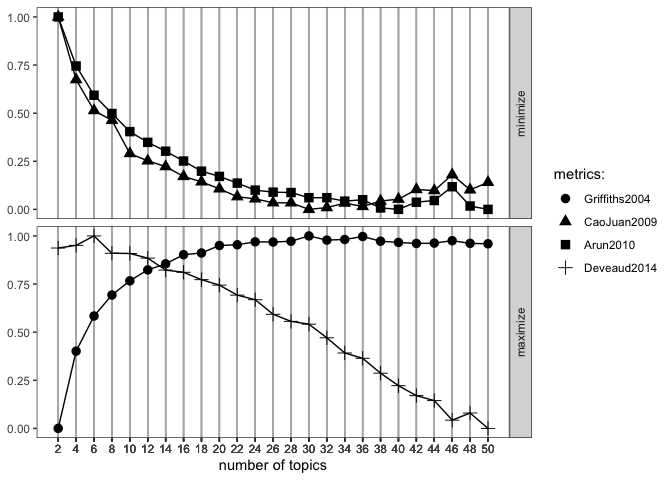 1.00
0.75
0.50
0.25
0.00
minimize
1.00
0.75
0.50
0.25
0.00
maximize
2 4 6 8 10 12 14 16 18 20 22 24 26 28 30 32 34 36 38 40 42 44 46 48 50
number of topics
metrics:
Griffiths2004
CaoJuan2009
Arun2010
Deveaud2014